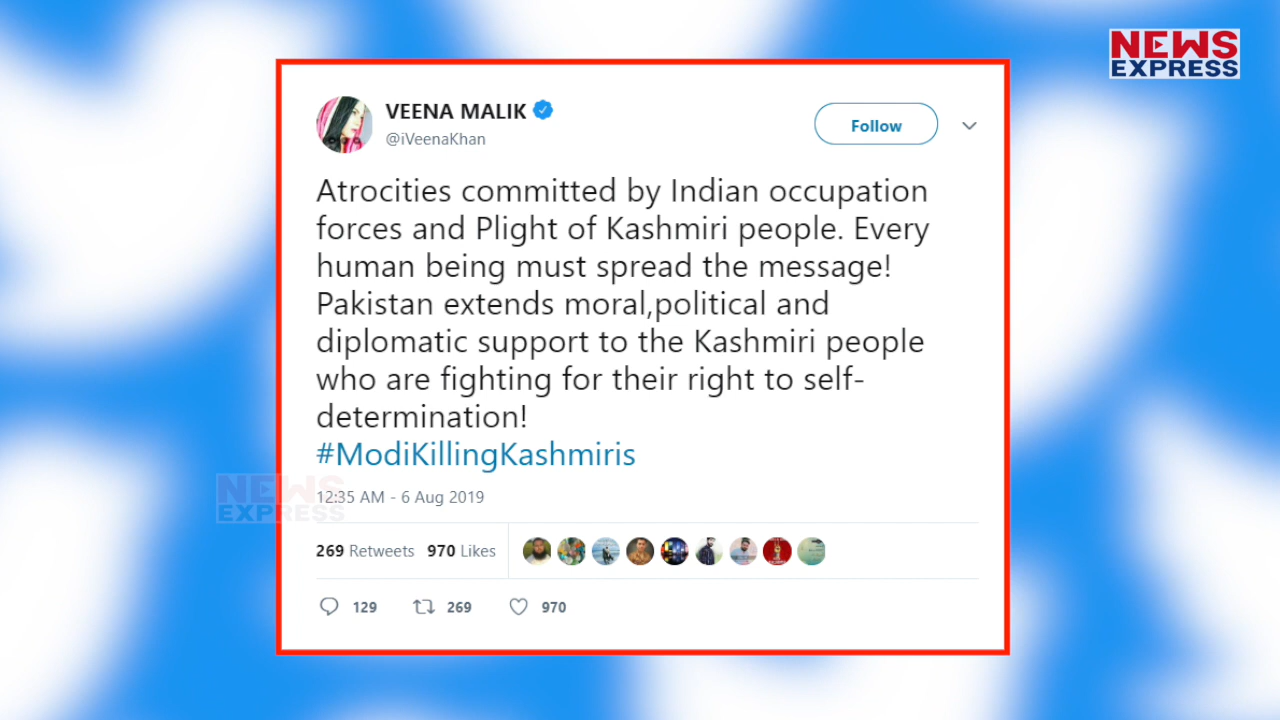 NEWS
EXPRESS
VEENA MALIK
@iVeenaKhan
Follow
Atrocities committed by Indian occupation
forces and Plight of Kashmiri people. Every
human being must spread the message!
Pakistan extends moral,political and
diplomatic support to the Kashmiri people
who are fighting for their right to self-
determination!
#ModiKillingKashmiris
NEWS
EXPRESS
12:35 AM - 6 Aug 2019
269 Retweets 970 Likes
129 269 970